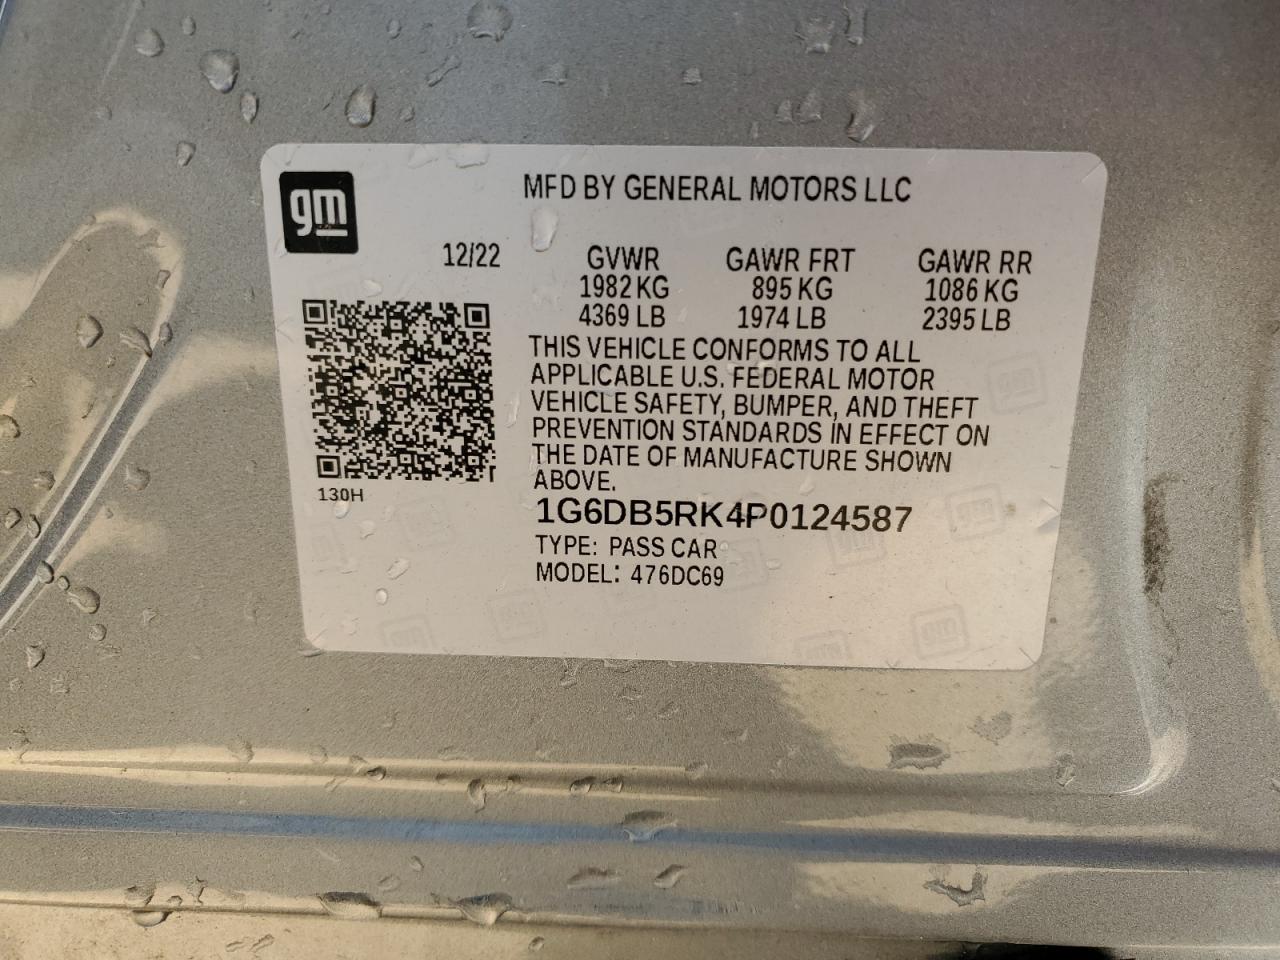 gm
MFD BY GENERAL MOTORS LLC
12/22
GVWR GAWR FRT GAWR RR
1982 KG 895 KG 1086 KG
4369 LB 1974 LB 2395 LB
THIS VEHICLE CONFORMS TO ALL
APPLICABLE U.S. FEDERAL MOTOR
VEHICLE SAFETY, BUMPER, AND THEFT
PREVENTION STANDARDS IN EFFECT ON
THE DATE OF MANUFACTURE SHOWN
ABOVE.
130H
1G6DB5RK4P0124587
TYPE: PASS CAR
MODEL: 476DC69